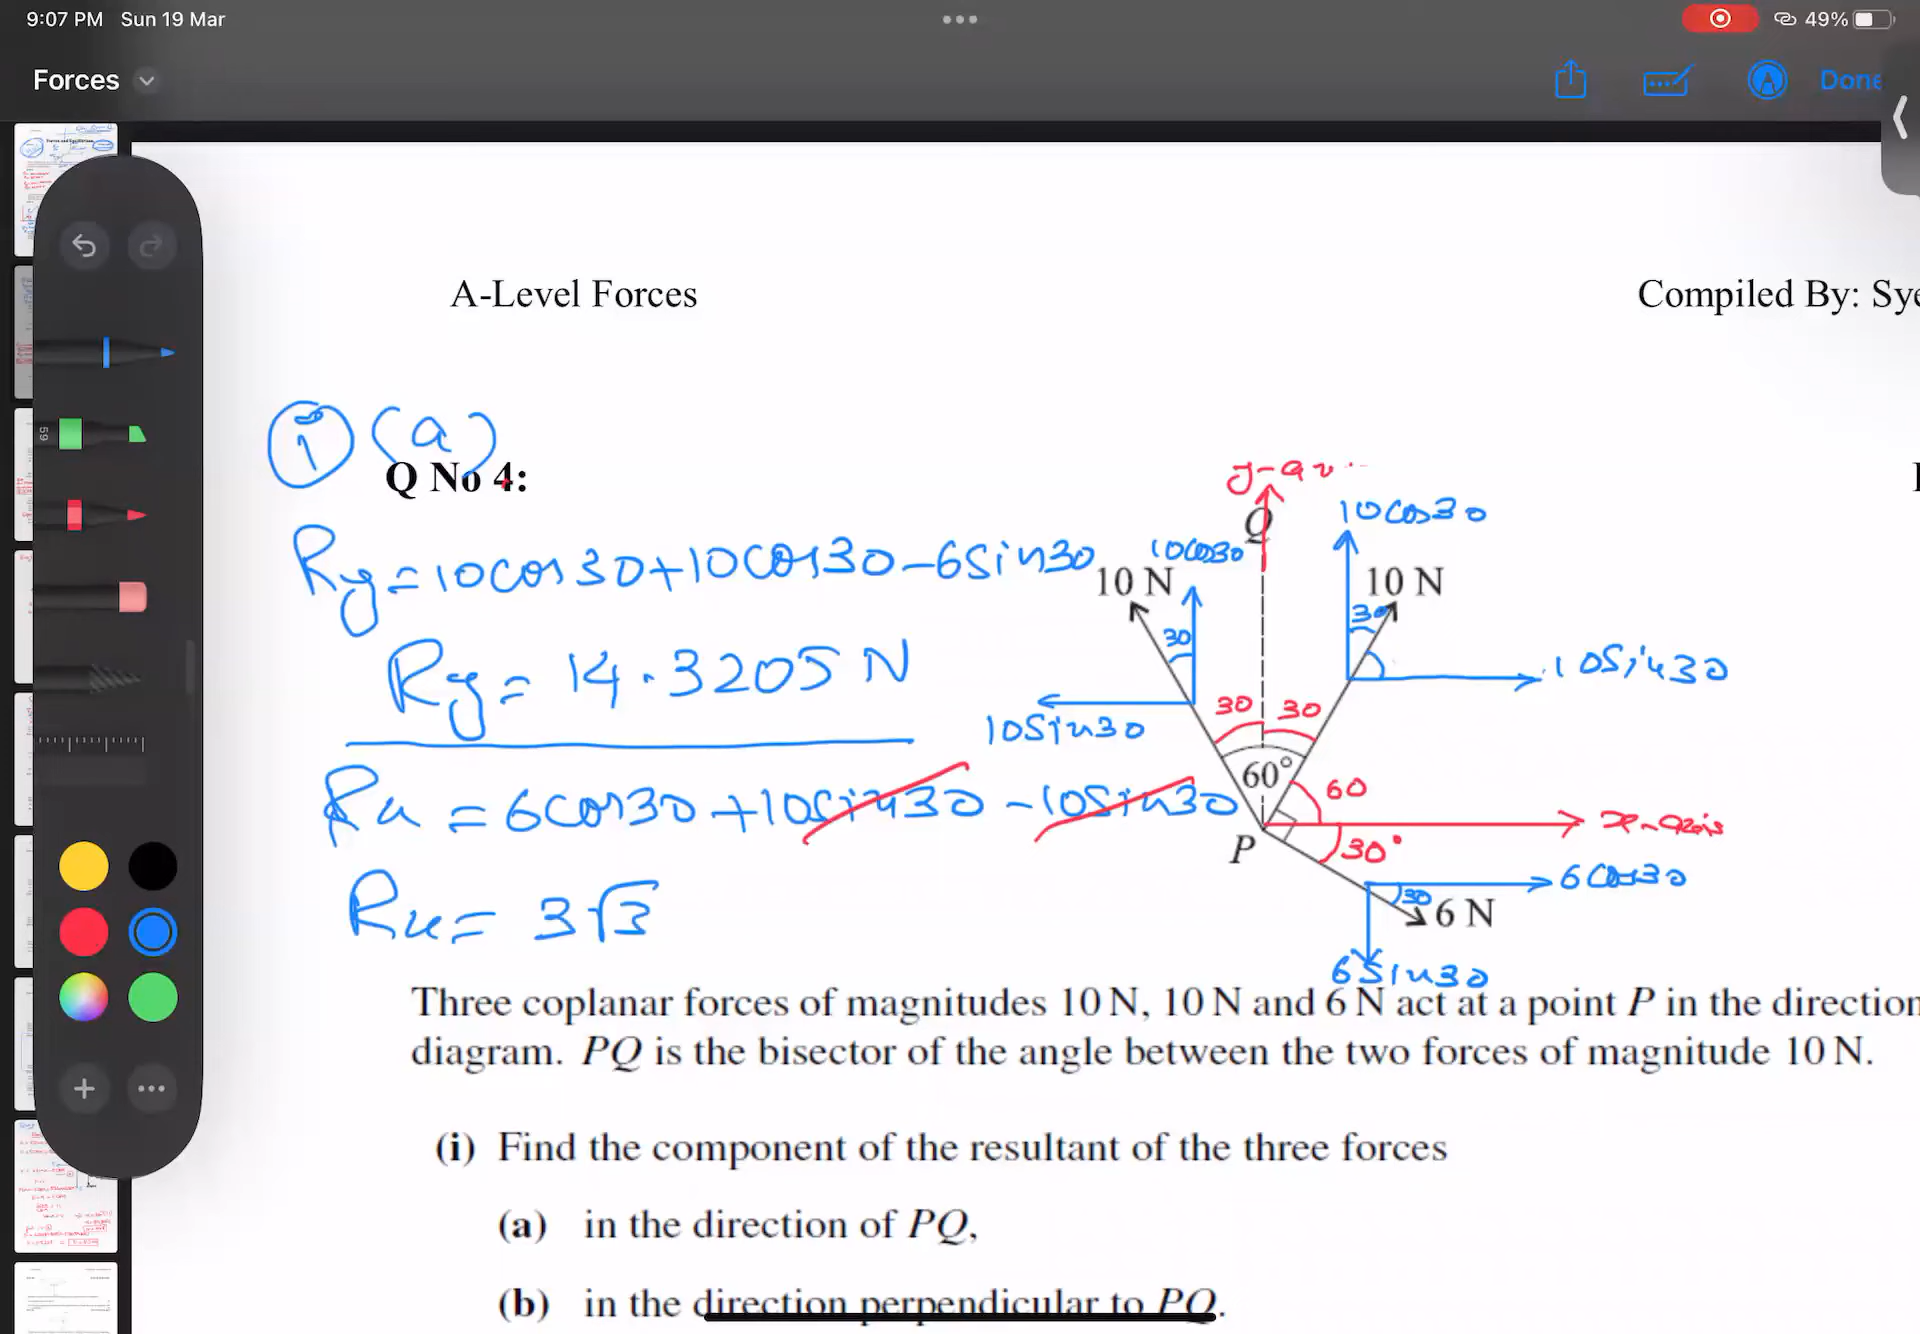 9:07 PM Sun 19 Mar
49%
Forces
Done
A-Level Forces
Compiled By: Sye
i (a)
Q No 4:
y-ax
Q
10cos30
Ry = 10cos30 + 10cos30 - 6sin30
10cos30
10 N
10 N
30
30
Ry = 14.3205 N
10sin30
10sin30
30 30
60°
60
Rx = 6cos30 + 10sin30 - 10sin30
x-axis
P
30°
6cos30
Rx = 3√3
30
6 N
6sin30
Three coplanar forces of magnitudes 10 N, 10 N and 6 N act at a point P in the direction
diagram. PQ is the bisector of the angle between the two forces of magnitude 10 N.
(i) Find the component of the resultant of the three forces
(a) in the direction of PQ,
(b) in the direction perpendicular to PQ.
59